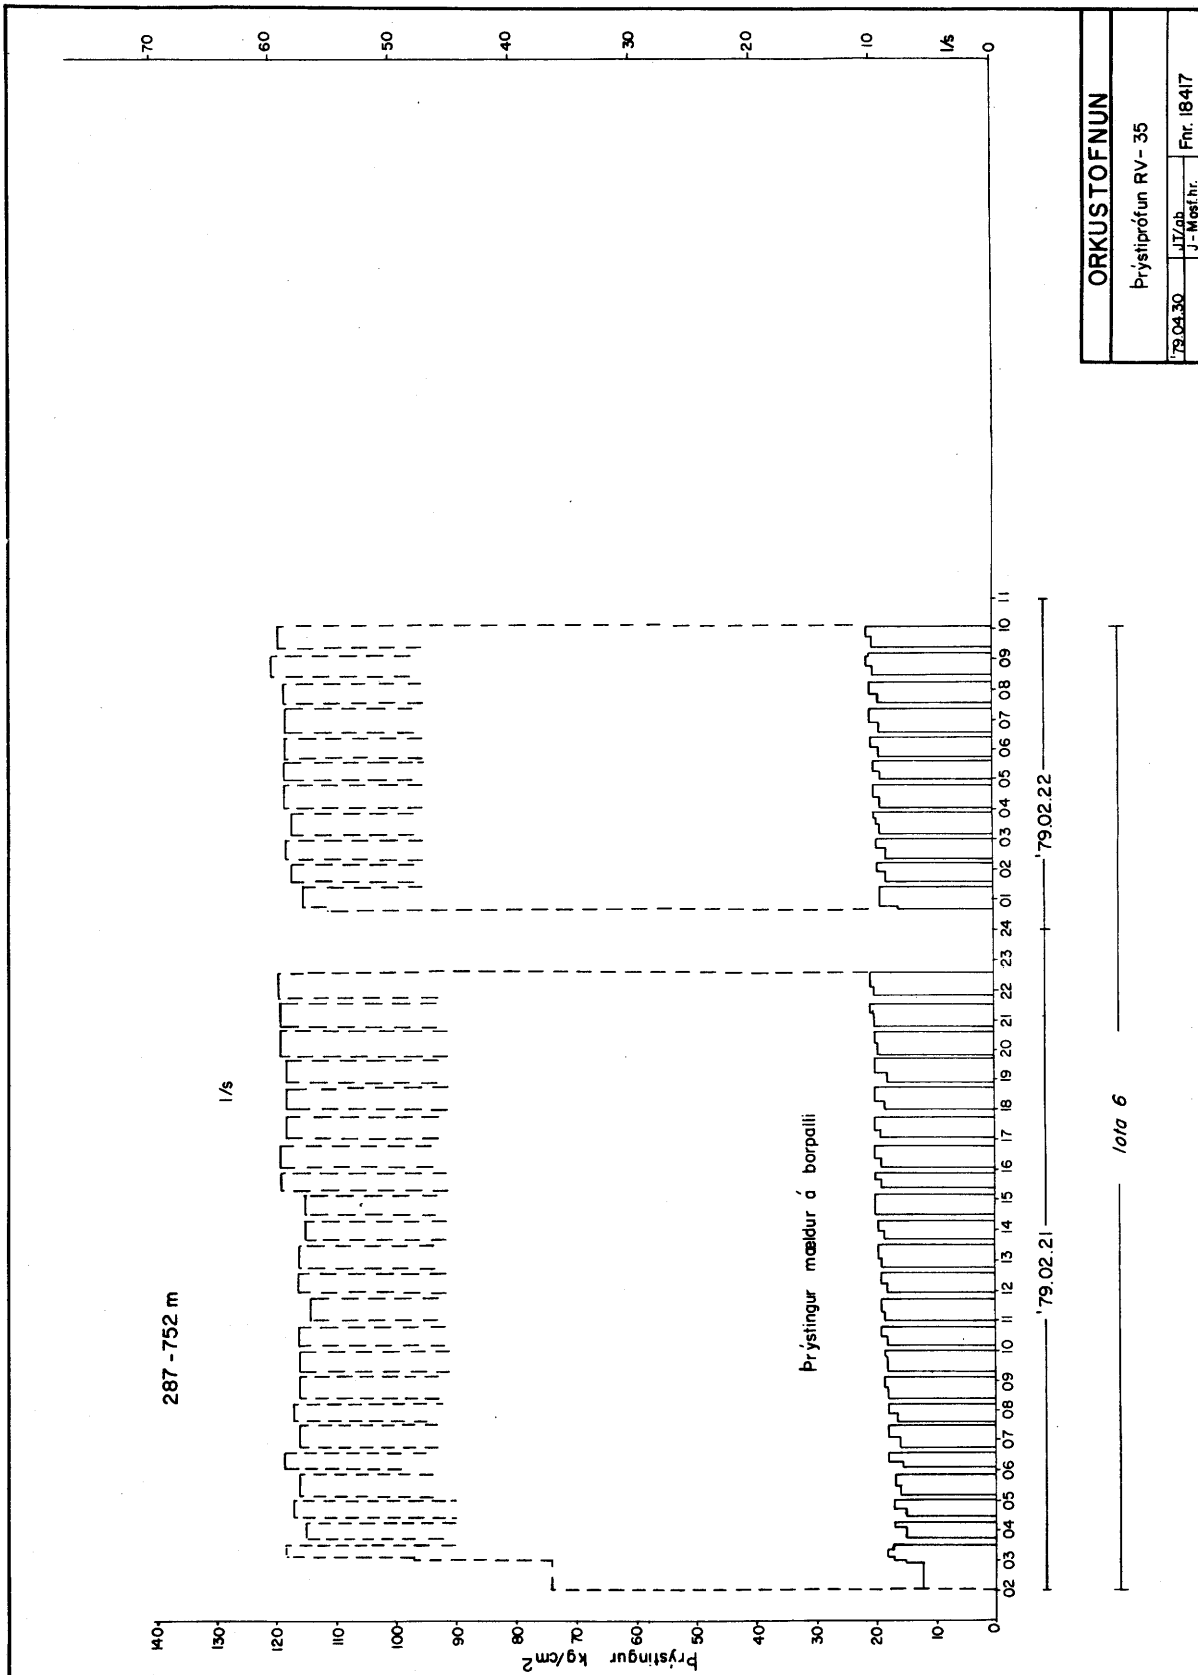 287-752 m
l/s
Þrýstingur mældur á borpalli
Þrýstingur kg/cm²
140 130 120 110 100 90 80 70 60 50 40 30 20 10 0
70 60 50 40 30 20 10 l/s 0
02 03 04 05 06 07 08 09 10 11 12 13 14 15 16 17 18 19 20 21 22 23 24 01 02 03 04 05 06 07 08 09 10 11
'79.02.21 '79.02.22
lota 6
ORKUSTOFNUN
Þrýstiprófun RV-35
'79.04.30 JT/ab Fnr. 18417
J-Mosf.hr.